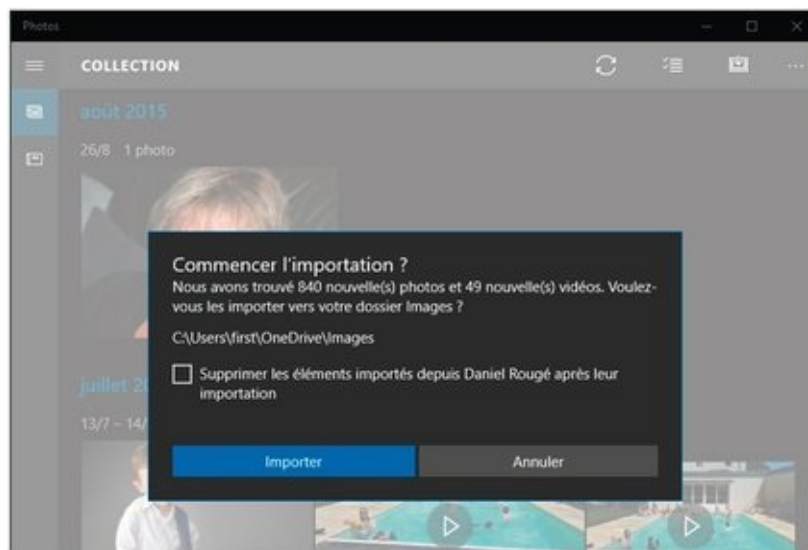 Photos
COLLECTION
août 2015
26/8 1 photo
Commencer l'importation ?
Nous avons trouvé 840 nouvelle(s) photos et 49 nouvelle(s) vidéos. Voulez-
vous les importer vers votre dossier Images ?
C:\Users\first\OneDrive\Images
Supprimer les éléments importés depuis Daniel Rougé après leur
importation
juillet 2
13/7 – 14/
Importer
Annuler